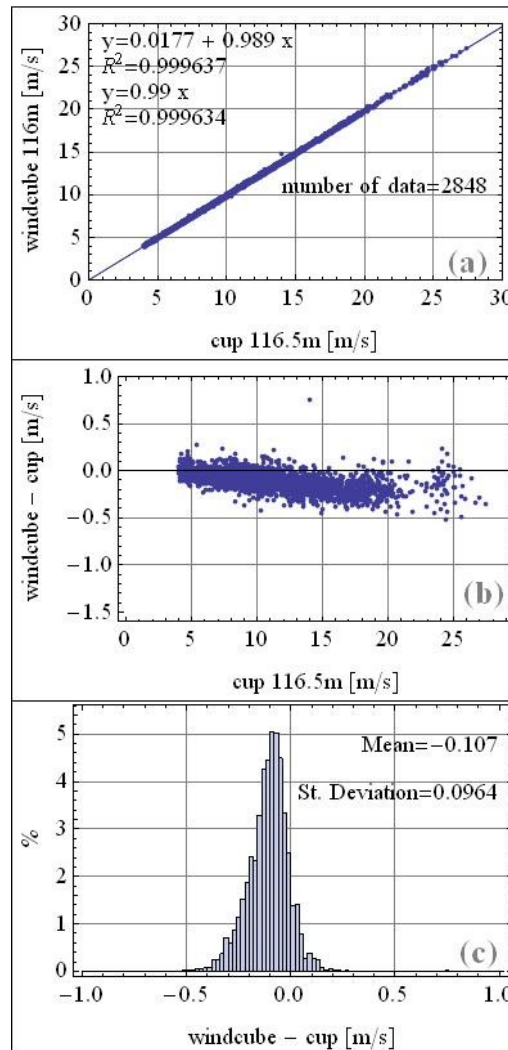 y=0.0177 + 0.989 x
R²=0.999637
y=0.99 x
R²=0.999634
number of data=2848
(a)
windcube 116m [m/s]
30
25
20
15
10
5
0
0 5 10 15 20 25 30
cup 116.5m [m/s]
windcube − cup [m/s]
1.0
0.5
0.0
−0.5
−1.0
−1.5
(b)
0 5 10 15 20 25
cup 116.5m [m/s]
Mean=−0.107
St. Deviation=0.0964
%
5
4
3
2
1
0
(c)
−1.0 −0.5 0.0 0.5 1.0
windcube − cup [m/s]